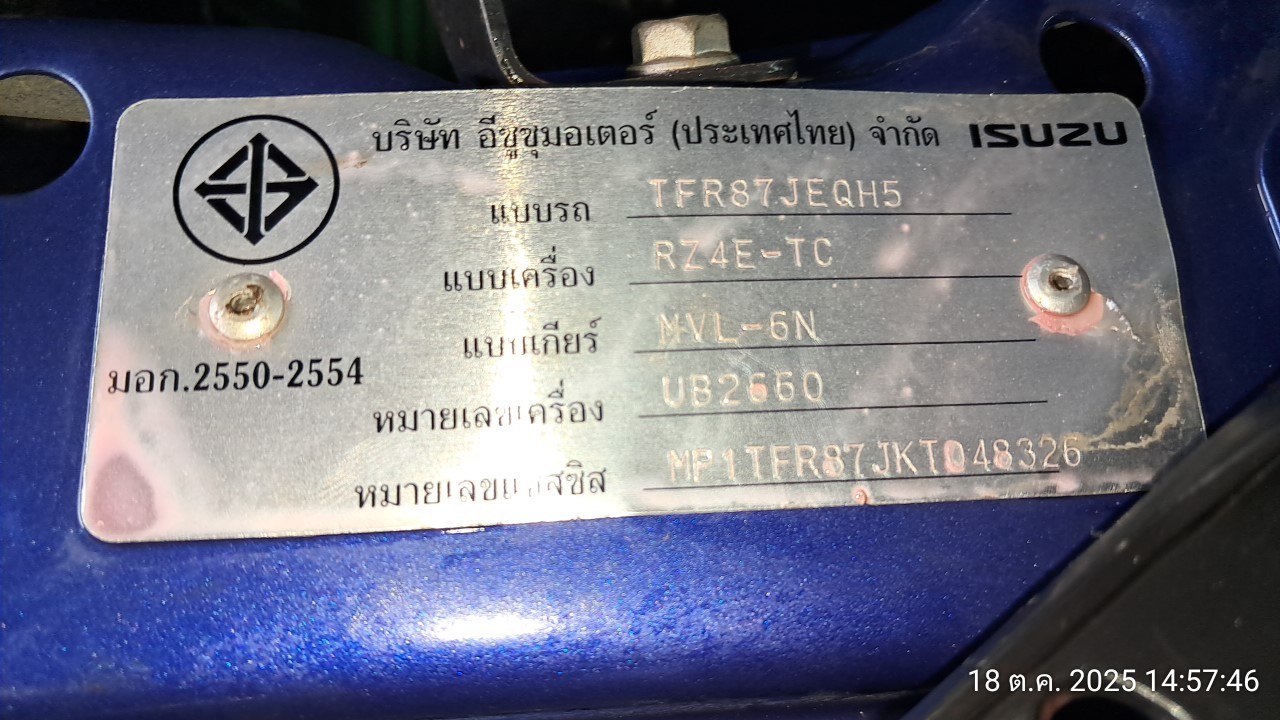 บริษัท อีซูซุมอเตอร์ (ประเทศไทย) จำกัด ISUZU
แบบรถ TFR87JEQH5
แบบเครื่อง RZ4E-TC
แบบเกียร์ MVL-6N
มอก.2550-2554
หมายเลขเครื่อง UB2660
หมายเลขแชสซิส MP1TFR87JKT048326
18 ต.ค. 2025 14:57:46